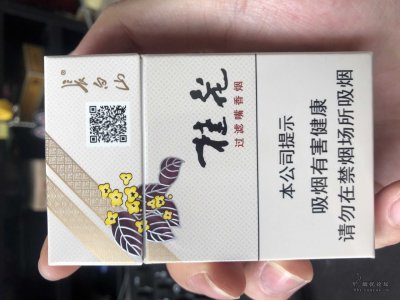 长白山
桂花
过滤嘴香烟
本公司提示
吸烟有害健康
请勿在禁烟场所吸烟